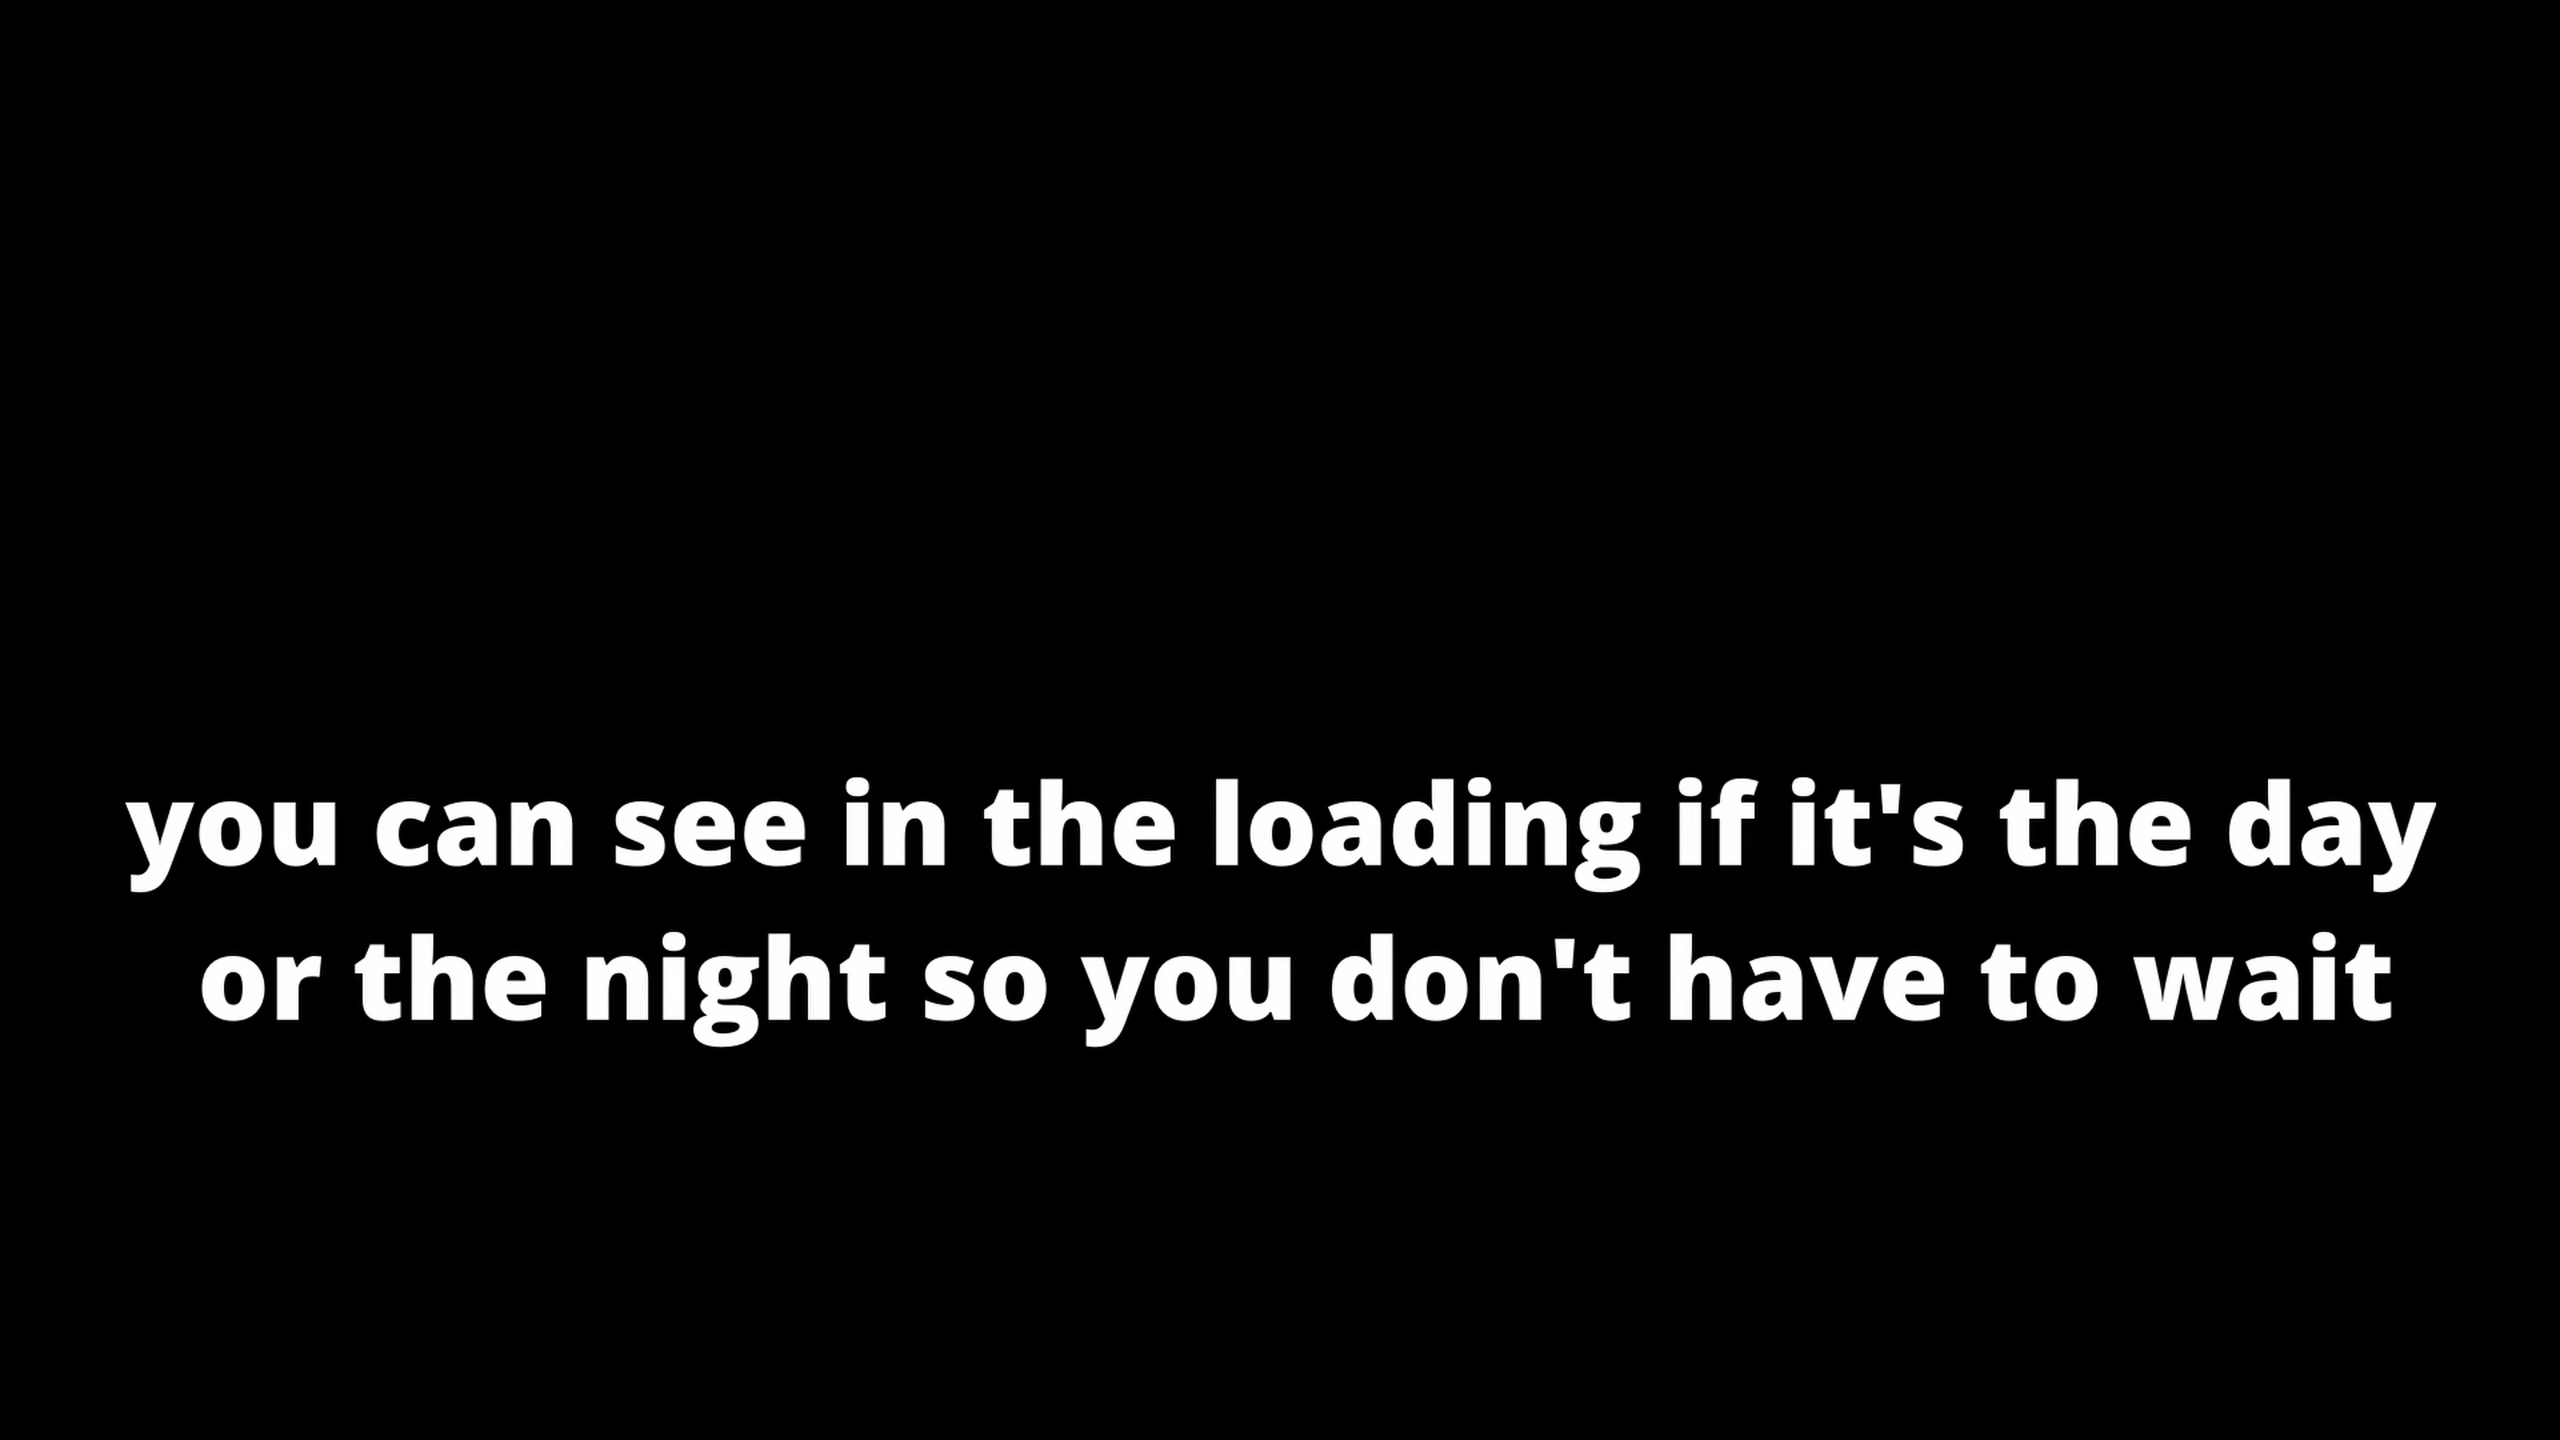 you can see in the loading if it's the day
or the night so you don't have to wait